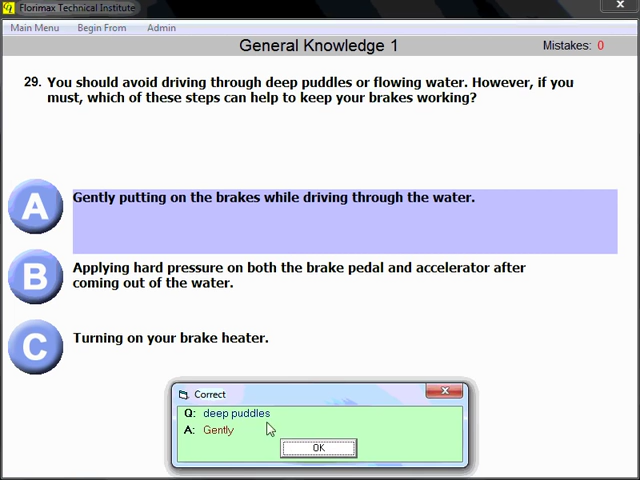 Florimax Technical Institute
Main Menu Begin From Admin
General Knowledge 1 Mistakes: 0
29. You should avoid driving through deep puddles or flowing water. However, if you
must, which of these steps can help to keep your brakes working?
A Gently putting on the brakes while driving through the water.
B Applying hard pressure on both the brake pedal and accelerator after
coming out of the water.
C Turning on your brake heater.
Correct
Q: deep puddles
A: Gently
OK